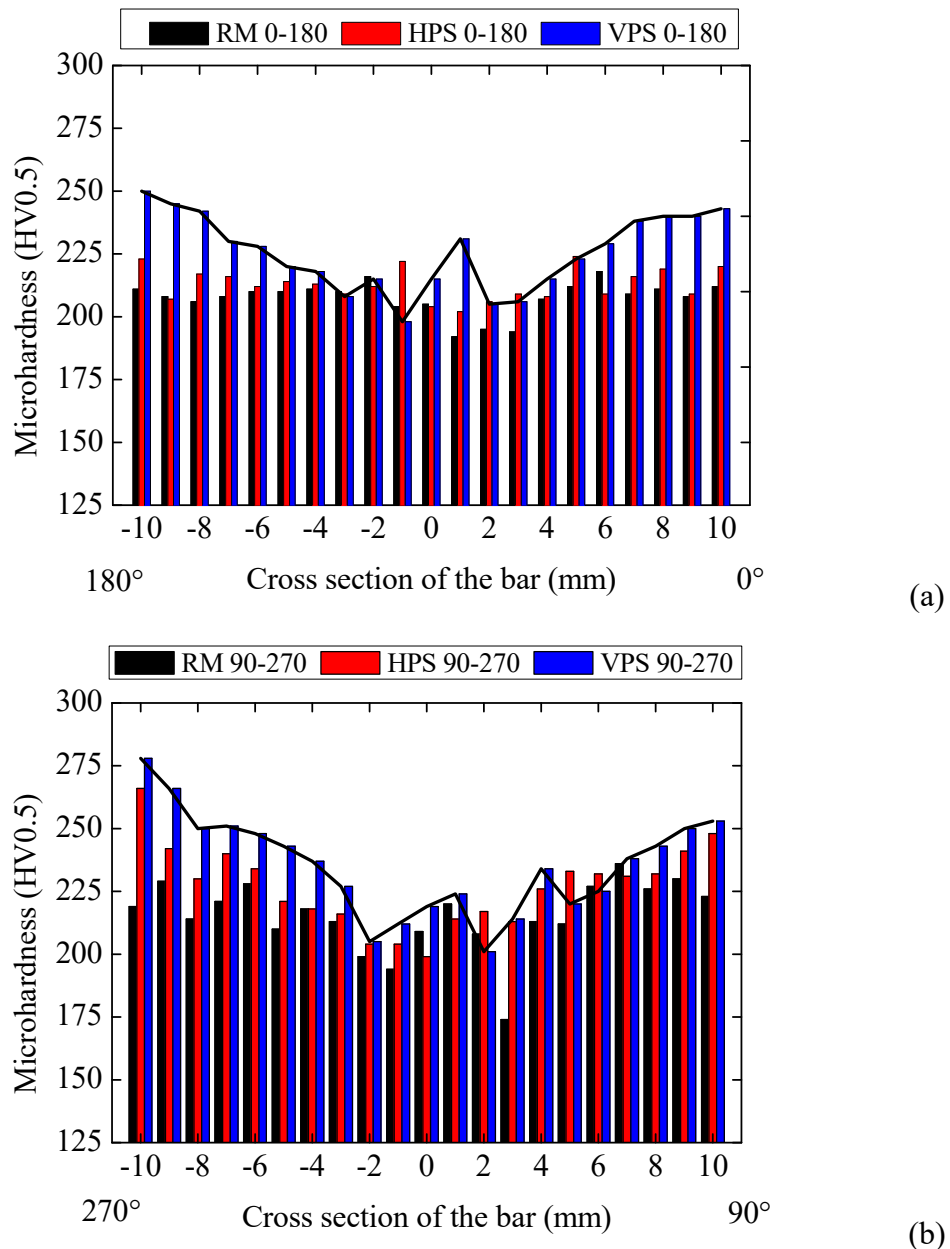 RM 0-180 HPS 0-180 VPS 0-180
300
275
250
225
200
175
150
125
Microhardness (HV0.5)
-10 -8 -6 -4 -2 0 2 4 6 8 10
180° Cross section of the bar (mm) 0°
(a)
RM 90-270 HPS 90-270 VPS 90-270
300
275
250
225
200
175
150
125
Microhardness (HV0.5)
-10 -8 -6 -4 -2 0 2 4 6 8 10
270° Cross section of the bar (mm) 90°
(b)